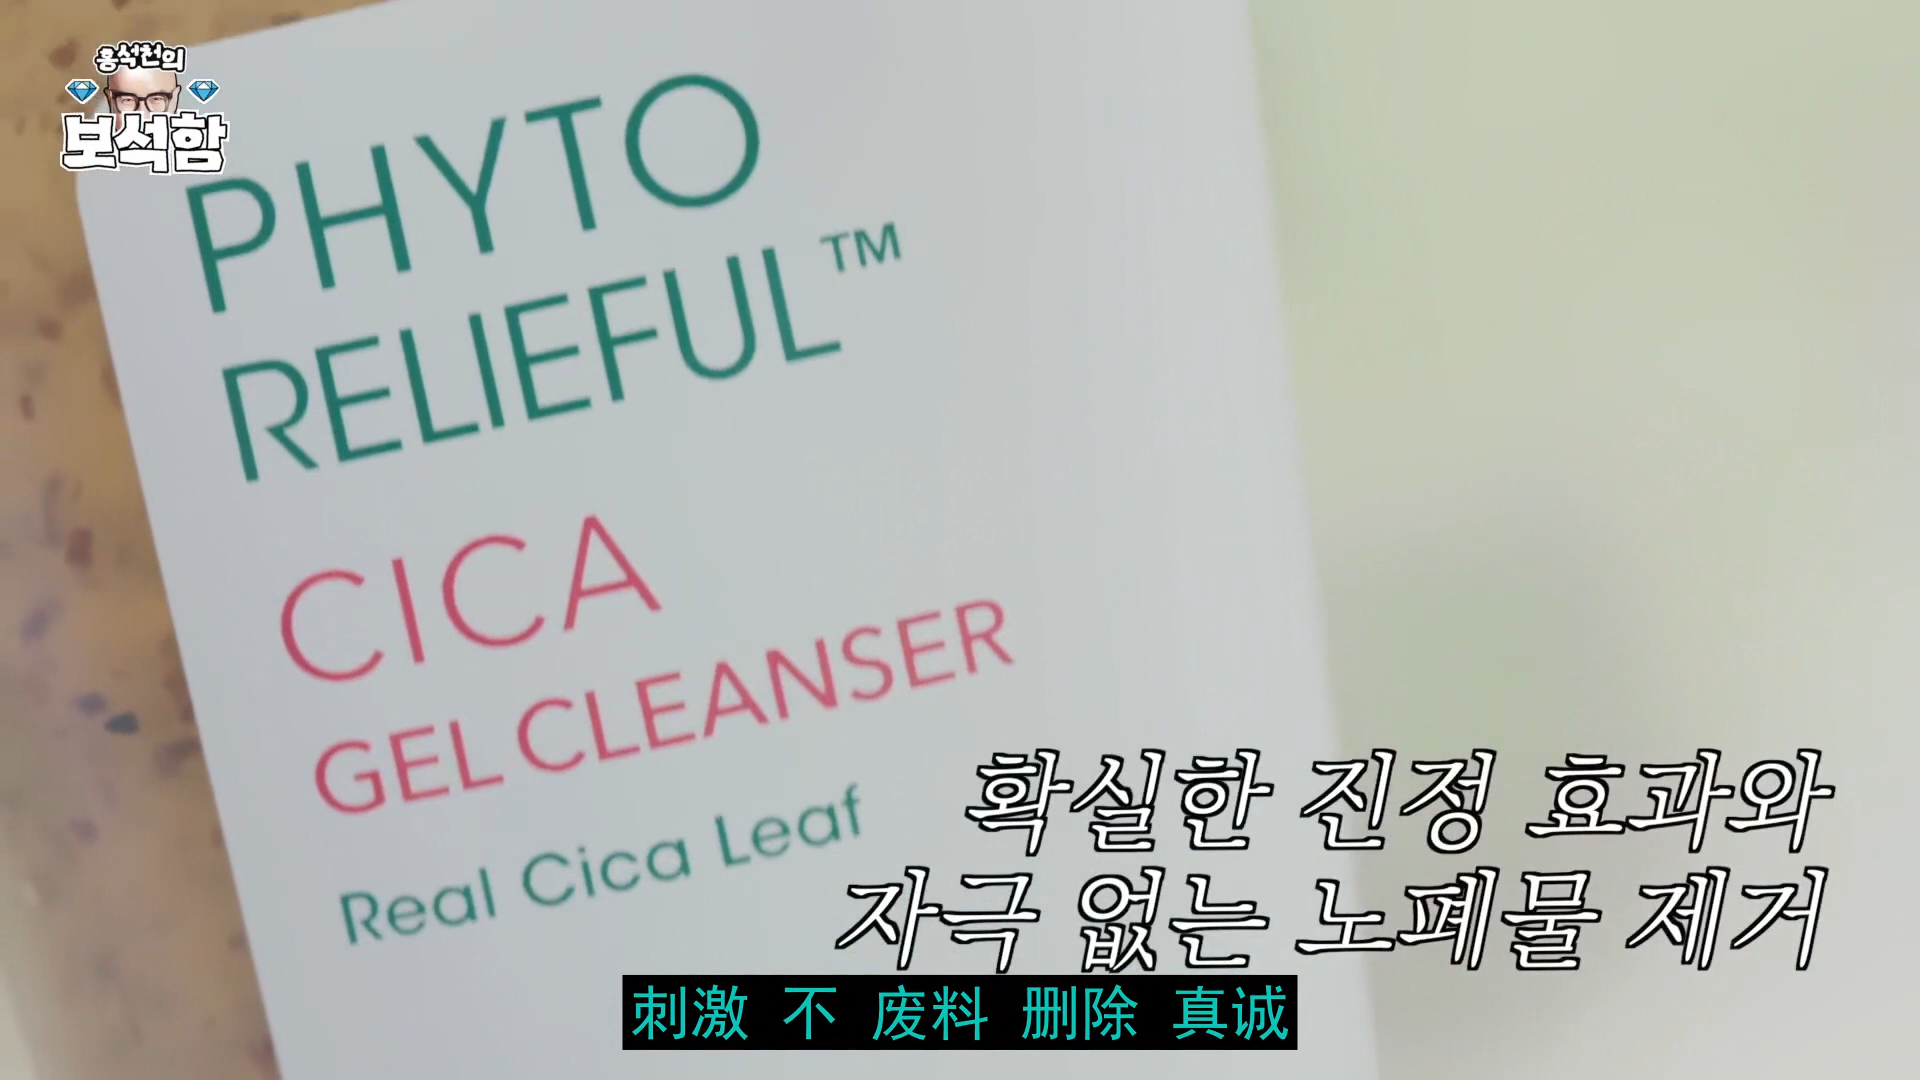 홍석천의
보석함
PHYTO
RELIEFUL™
CICA
GEL CLEANSER
Real Cica Leaf
확실한 진정 효과와
자극 없는 노폐물 제거
刺激 不 废料 删除 真诚